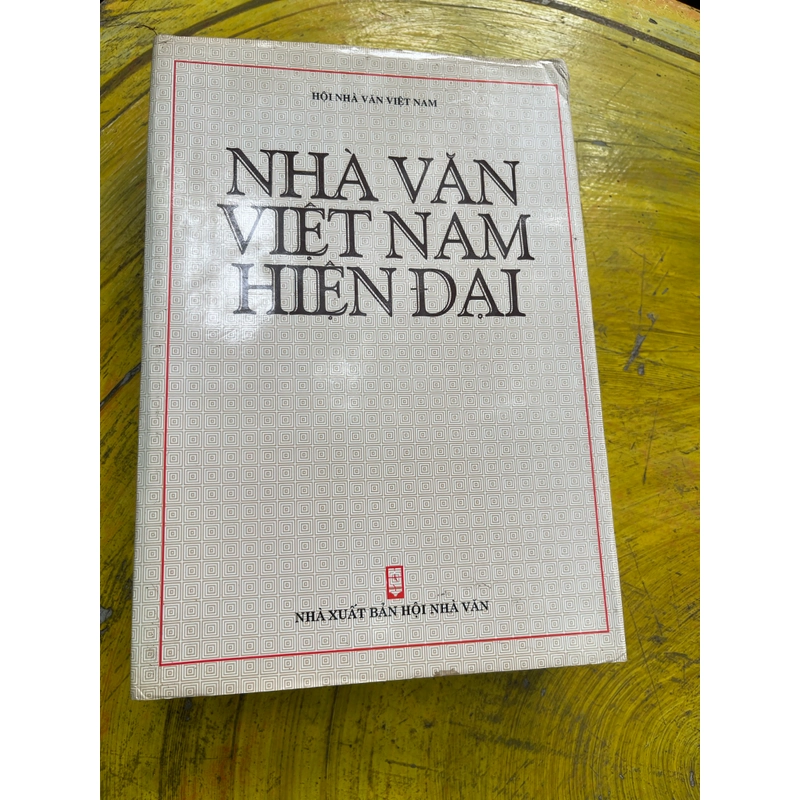 HỘI NHÀ VĂN VIỆT NAM
NHÀ VĂN
VIỆT NAM
HIỆN ĐẠI
NHÀ XUẤT BẢN HỘI NHÀ VĂN